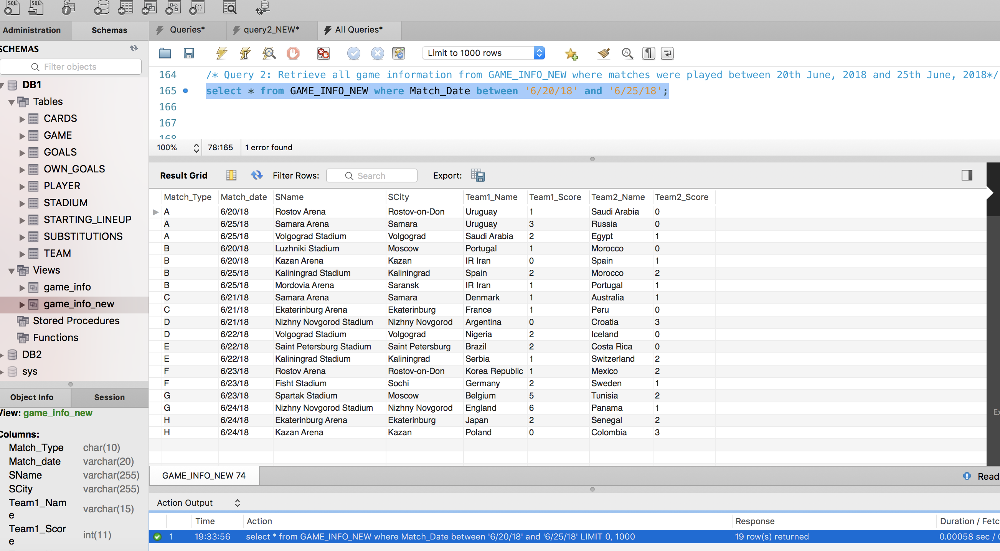 SQL SQL
Administration Schemas Queries* query2_NEW* All Queries*
SCHEMAS
Filter objects
DB1
Tables
CARDS
GAME
GOALS
OWN_GOALS
PLAYER
STADIUM
STARTING_LINEUP
SUBSTITUTIONS
TEAM
Views
game_info
game_info_new
Stored Procedures
Functions
DB2
sys
Object Info Session
View: game_info_new
Columns:
Match_Type char(10)
Match_date varchar(20)
SName varchar(255)
SCity varchar(255)
Team1_Nam
e varchar(15)
Team1_Scor
e int(11)
Limit to 1000 rows
164 /* Query 2: Retrieve all game information from GAME_INFO_NEW where matches were played between 20th June, 2018 and 25th June, 2018*/
165 select * from GAME_INFO_NEW where Match_Date between '6/20/18' and '6/25/18';
166
167
168
100% 78:165 1 error found
Result Grid Filter Rows: Search Export:
Match_Type Match_date SName SCity Team1_Name Team1_Score Team2_Name Team2_Score
A 6/20/18 Rostov Arena Rostov-on-Don Uruguay 1 Saudi Arabia 0
A 6/25/18 Samara Arena Samara Uruguay 3 Russia 0
A 6/25/18 Volgograd Stadium Volgograd Saudi Arabia 2 Egypt 1
B 6/20/18 Luzhniki Stadium Moscow Portugal 1 Morocco 0
B 6/20/18 Kazan Arena Kazan IR Iran 0 Spain 1
B 6/25/18 Kaliningrad Stadium Kaliningrad Spain 2 Morocco 2
B 6/25/18 Mordovia Arena Saransk IR Iran 1 Portugal 1
C 6/21/18 Samara Arena Samara Denmark 1 Australia 1
C 6/21/18 Ekaterinburg Arena Ekaterinburg France 1 Peru 0
D 6/21/18 Nizhny Novgorod Stadium Nizhny Novgorod Argentina 0 Croatia 3
D 6/22/18 Volgograd Stadium Volgograd Nigeria 2 Iceland 0
E 6/22/18 Saint Petersburg Stadium Saint Petersburg Brazil 2 Costa Rica 0
E 6/22/18 Kaliningrad Stadium Kaliningrad Serbia 1 Switzerland 2
F 6/23/18 Rostov Arena Rostov-on-Don Korea Republic 1 Mexico 2
F 6/23/18 Fisht Stadium Sochi Germany 2 Sweden 1
G 6/23/18 Spartak Stadium Moscow Belgium 5 Tunisia 2
G 6/24/18 Nizhny Novgorod Stadium Nizhny Novgorod England 6 Panama 1
H 6/24/18 Ekaterinburg Arena Ekaterinburg Japan 2 Senegal 2
H 6/24/18 Kazan Arena Kazan Poland 0 Colombia 3
GAME_INFO_NEW 74 Read
Action Output
Time Action Response Duration / Fetc
1 19:33:56 select * from GAME_INFO_NEW where Match_Date between '6/20/18' and '6/25/18' LIMIT 0, 1000 19 row(s) returned 0.00058 sec /